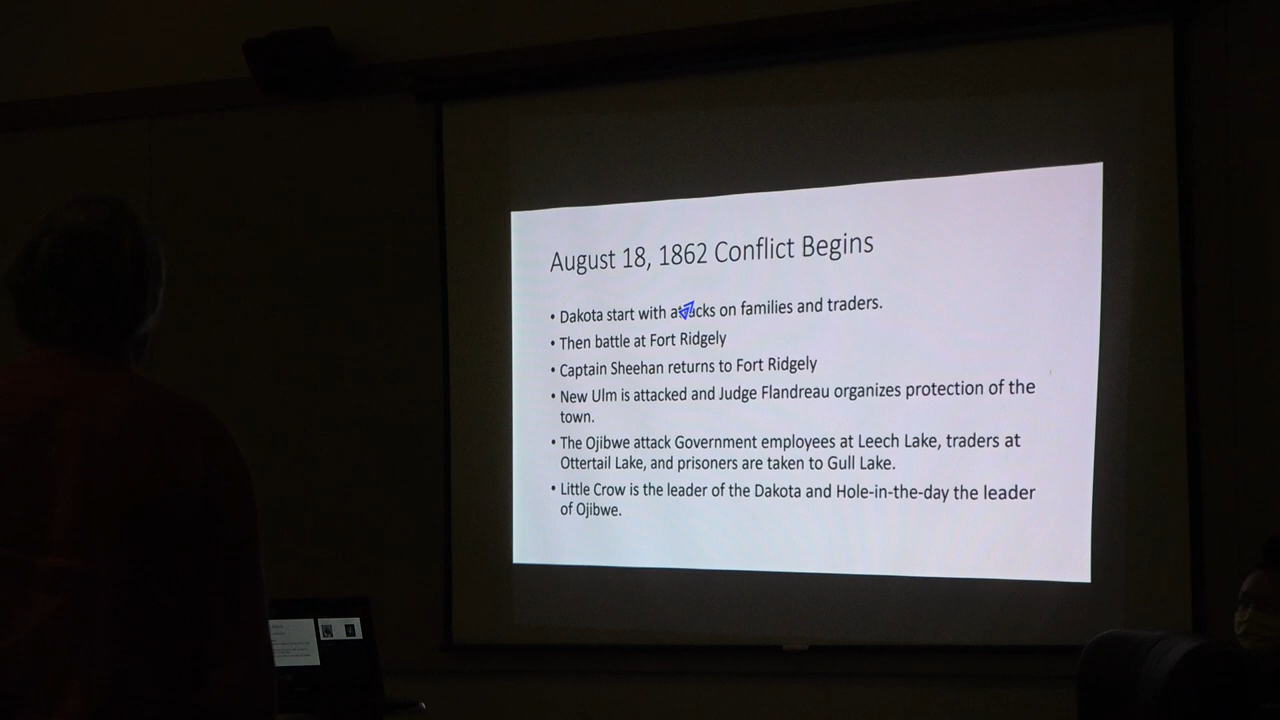 August 18, 1862 Conflict Begins
• Dakota start with attacks on families and traders.
• Then battle at Fort Ridgely
• Captain Sheehan returns to Fort Ridgely
• New Ulm is attacked and Judge Flandreau organizes protection of the
town.
• The Ojibwe attack Government employees at Leech Lake, traders at
Ottertail Lake, and prisoners are taken to Gull Lake.
• Little Crow is the leader of the Dakota and Hole-in-the-day the leader
of Ojibwe.